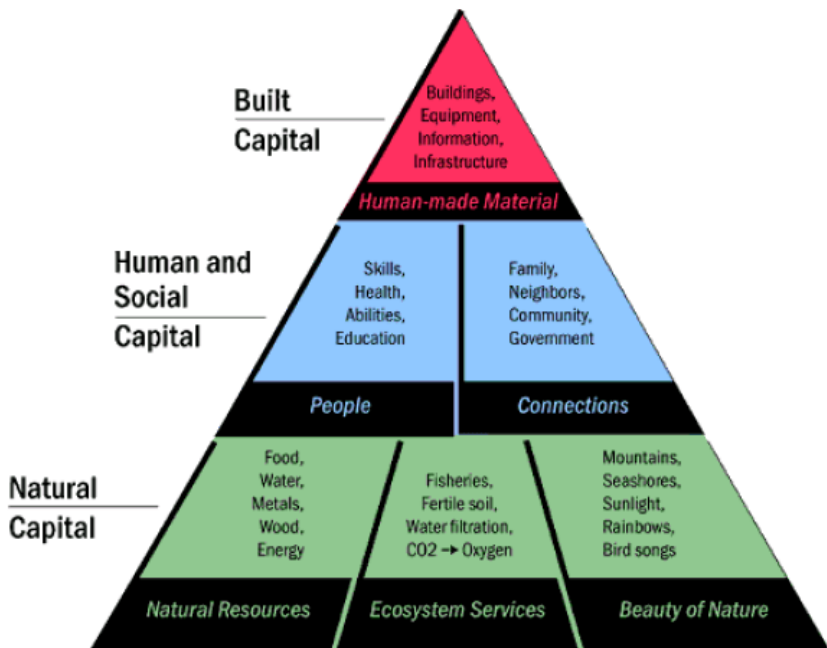 Built
Capital
Buildings,
Equipment,
Information,
Infrastructure
Human-made Material
Human and
Social
Capital
Skills,
Health,
Abilities,
Education
People
Family,
Neighbors,
Community,
Government
Connections
Natural
Capital
Food,
Water,
Metals,
Wood,
Energy
Natural Resources
Fisheries,
Fertile soil,
Water filtration,
CO2 → Oxygen
Ecosystem Services
Mountains,
Seashores,
Sunlight,
Rainbows,
Bird songs
Beauty of Nature